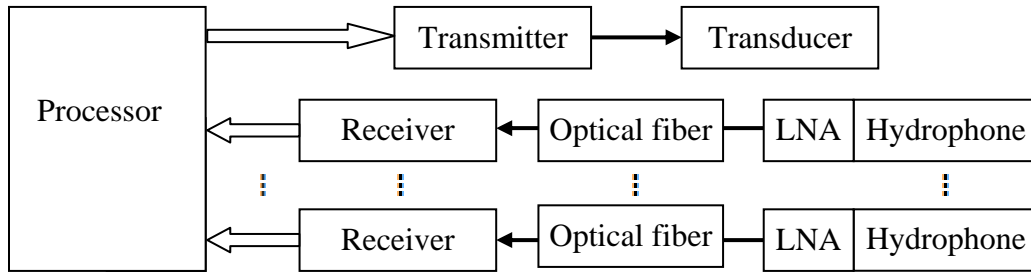 Transmitter Transducer
Processor
Receiver Optical fiber LNA Hydrophone
Receiver Optical fiber LNA Hydrophone